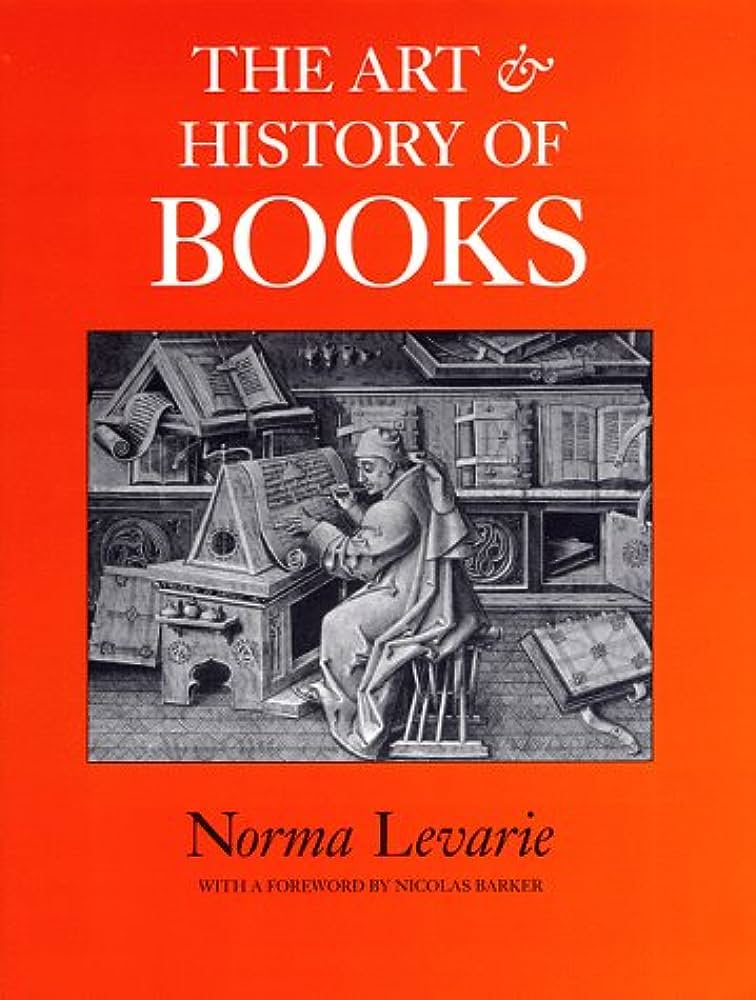 THE ART &
HISTORY OF
BOOKS
Norma Levarie
WITH A FOREWORD BY NICOLAS BARKER